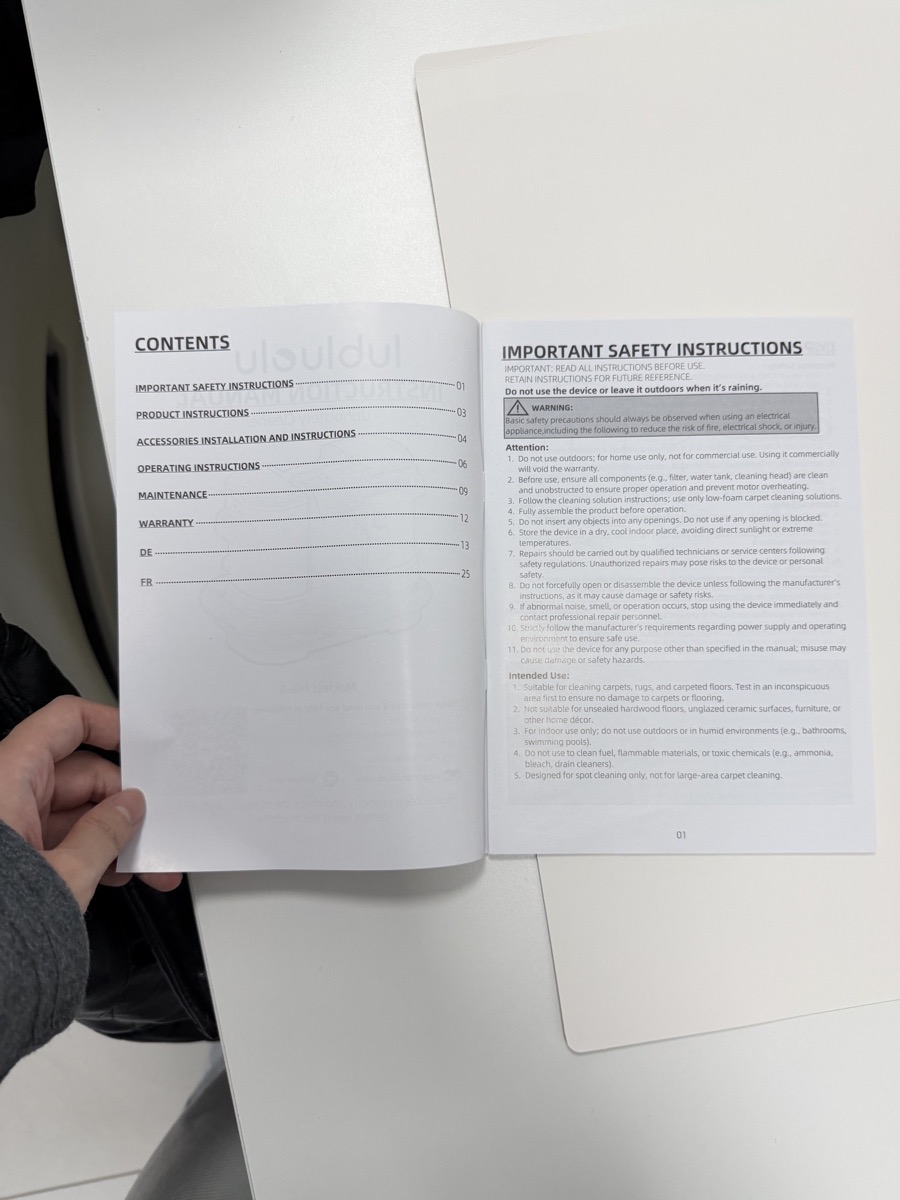 CONTENTS
IMPORTANT SAFETY INSTRUCTIONS 01
PRODUCT INSTRUCTIONS 03
ACCESSORIES INSTALLATION AND INSTRUCTIONS 04
OPERATING INSTRUCTIONS 06
MAINTENANCE 09
WARRANTY 12
DE 13
FR 25
IMPORTANT SAFETY INSTRUCTIONS
IMPORTANT: READ ALL INSTRUCTIONS BEFORE USE.
RETAIN INSTRUCTIONS FOR FUTURE REFERENCE.
Do not use the device or leave it outdoors when it's raining.
WARNING:
Basic safety precautions should always be observed when using an electrical
appliance,including the following to reduce the risk of fire, electrical shock, or injury.
Attention:
1. Do not use outdoors; for home use only, not for commercial use. Using it commercially
will void the warranty.
2. Before use, ensure all components (e.g., filter, water tank, cleaning head) are clean
and unobstructed to ensure proper operation and prevent motor overheating.
3. Follow the cleaning solution instructions; use only low-foam carpet cleaning solutions.
4. Fully assemble the product before operation.
5. Do not insert any objects into any openings. Do not use if any opening is blocked.
6. Store the device in a dry, cool indoor place, avoiding direct sunlight or extreme
temperatures.
7. Repairs should be carried out by qualified technicians or service centers following
safety regulations. Unauthorized repairs may pose risks to the device or personal
safety.
8. Do not forcefully open or disassemble the device unless following the manufacturer's
instructions, as it may cause damage or safety risks.
9. If abnormal noise, smell, or operation occurs, stop using the device immediately and
contact professional repair personnel.
10. Strictly follow the manufacturer's requirements regarding power supply and operating
environment to ensure safe use.
11. Do not use the device for any purpose other than specified in the manual; misuse may
cause damage or safety hazards.
Intended Use:
1. Suitable for cleaning carpets, rugs, and carpeted floors. Test in an inconspicuous
area first to ensure no damage to carpets or flooring.
2. Not suitable for unsealed hardwood floors, unglazed ceramic surfaces, furniture, or
other home décor.
3. For indoor use only; do not use outdoors or in humid environments (e.g., bathrooms,
swimming pools).
4. Do not use to clean fuel, flammable materials, or toxic chemicals (e.g., ammonia,
bleach, drain cleaners).
5. Designed for spot cleaning only, not for large-area carpet cleaning.
01